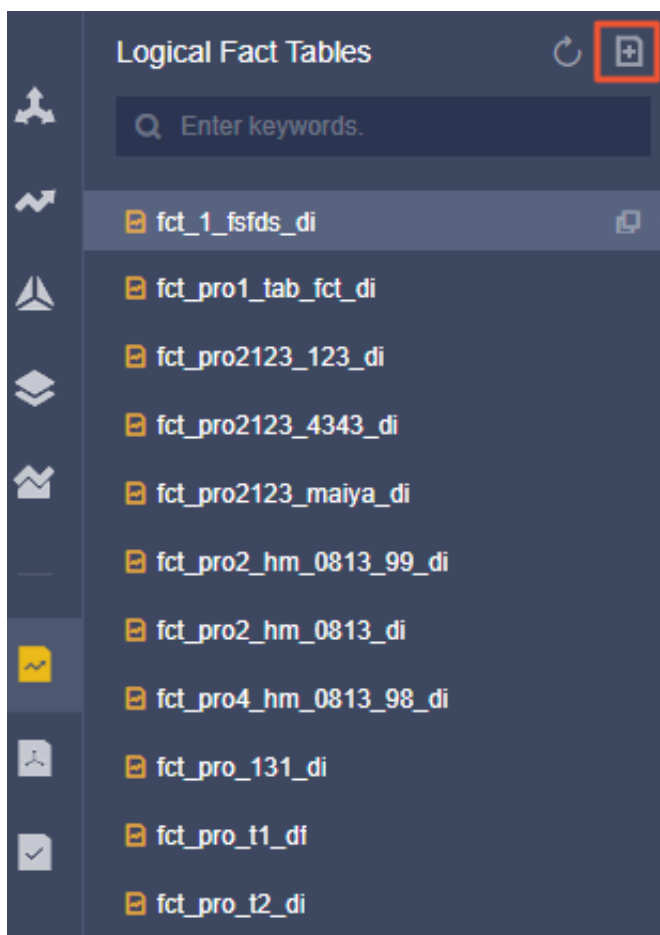 Logical Fact Tables
Enter keywords.
fct_1_fsfds_di
fct_pro1_tab_fct_di
fct_pro2123_123_di
fct_pro2123_4343_di
fct_pro2123_maiya_di
fct_pro2_hm_0813_99_di
fct_pro2_hm_0813_di
fct_pro4_hm_0813_98_di
fct_pro_131_di
fct_pro_t1_df
fct_pro_t2_di